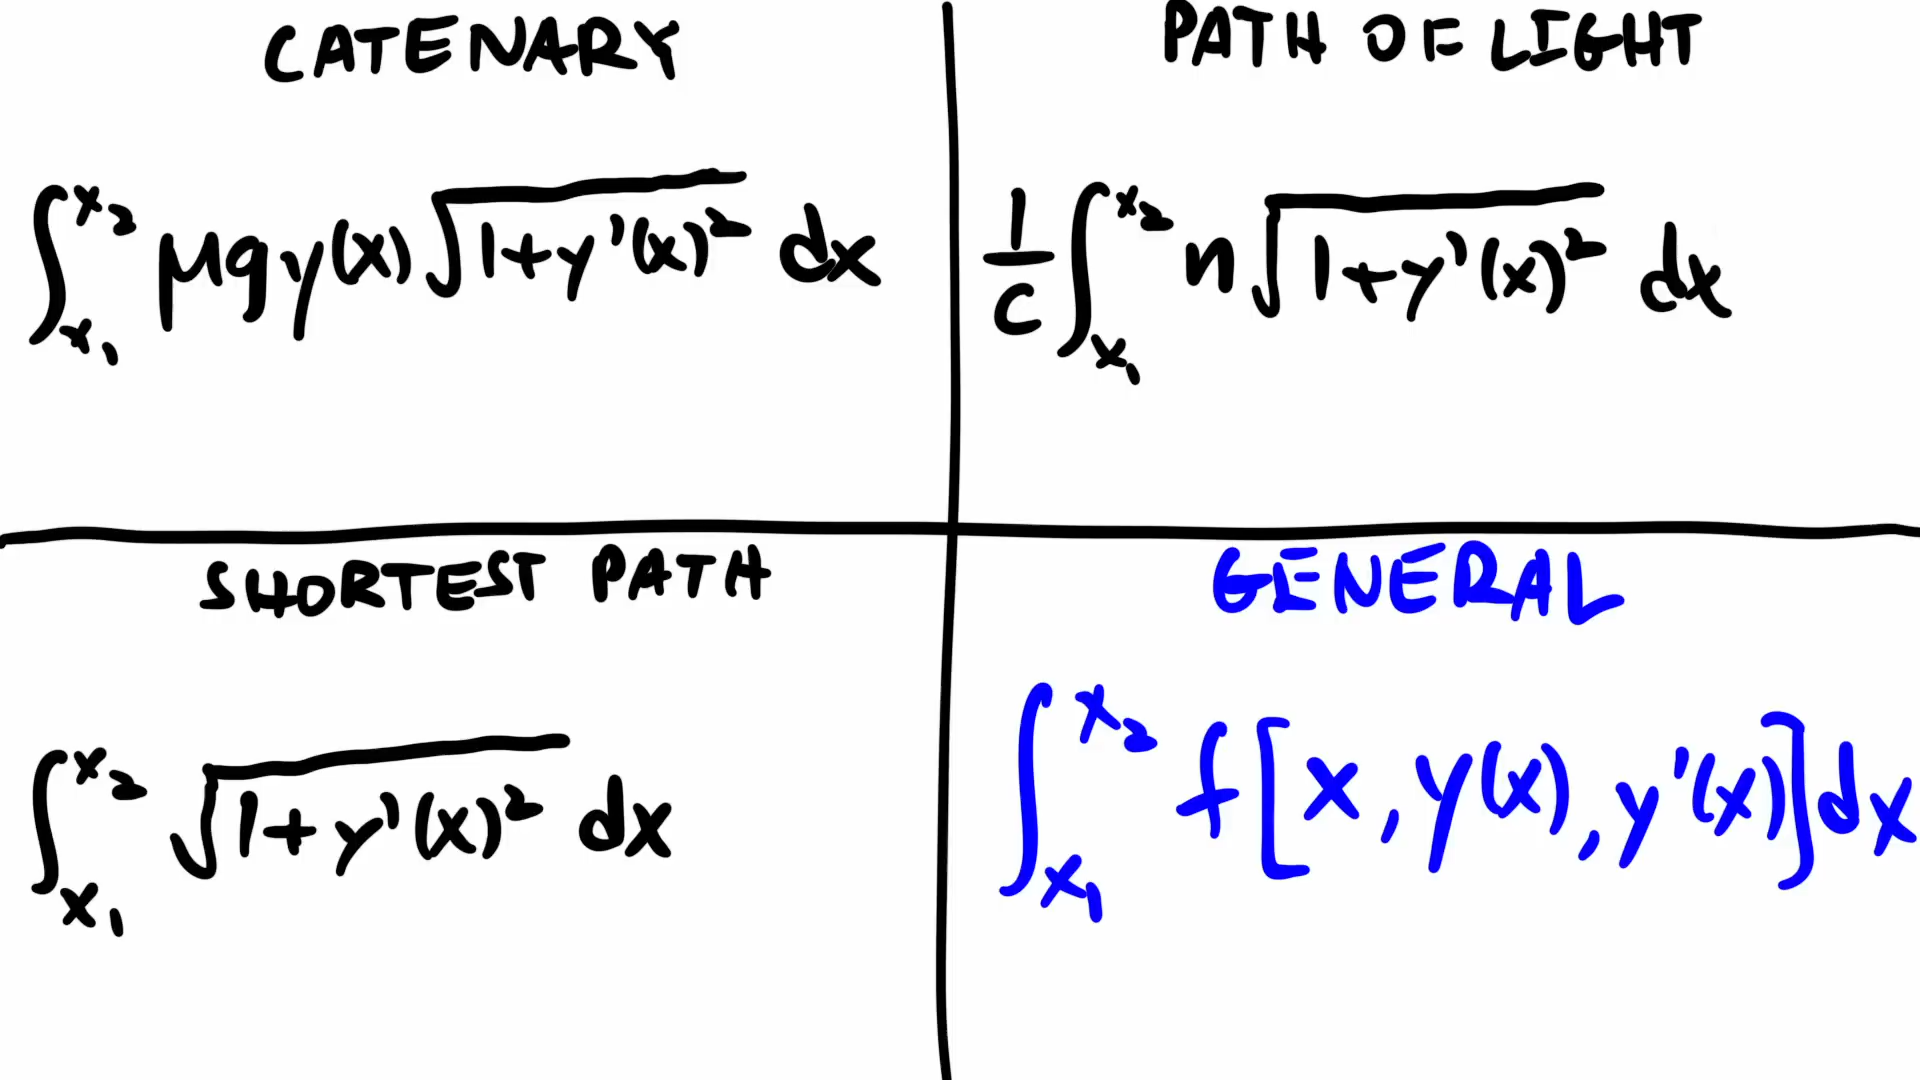 CATENARY
∫_{x₁}^{x₂} μgy(x)√(1+y'(x)²) dx
PATH OF LIGHT
1/c ∫_{x₁}^{x₂} n√(1+y'(x)²) dx
SHORTEST PATH
∫_{x₁}^{x₂} √(1+y'(x)²) dx
GENERAL
∫_{x₁}^{x₂} f[x, y(x), y'(x)]dx